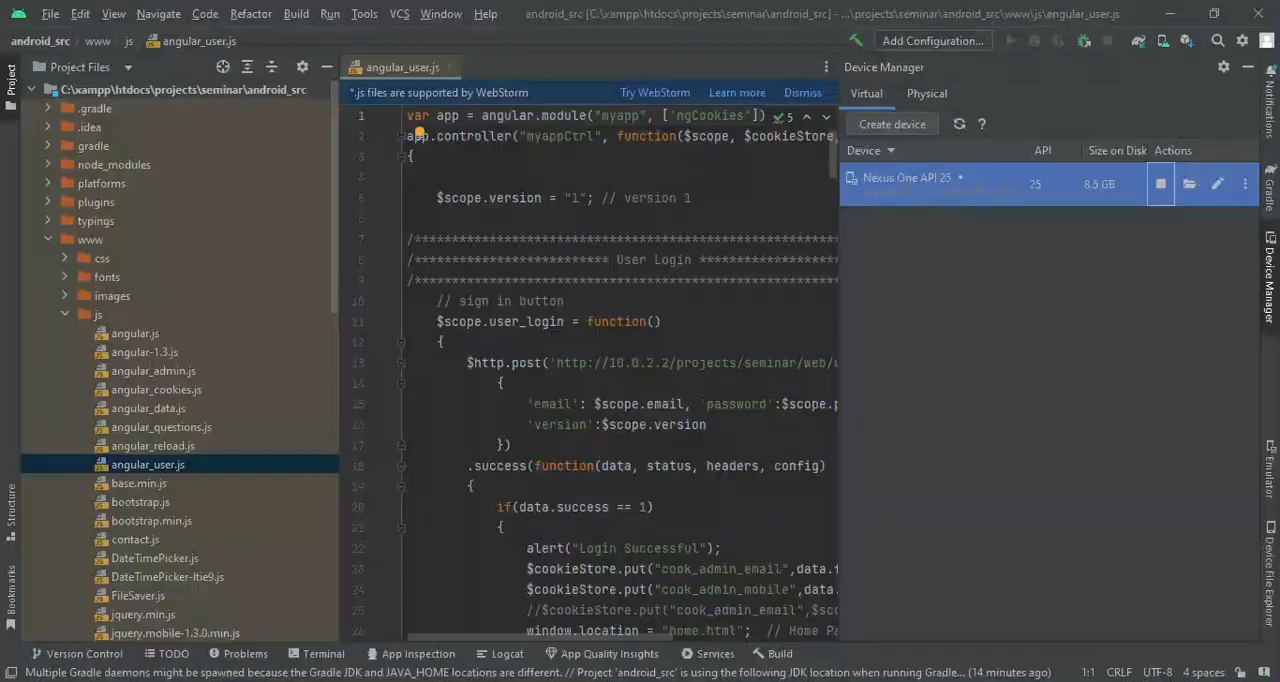 File Edit View Navigate Code Refactor Build Run Tools VCS Window Help android_src [C:\xampp\htdocs\projects\seminar\android_src] - ...\projects\seminar\android_src\www\js\angular_user.js
android_src www js angular_user.js Add Configuration...
Project
Structure
Bookmarks
Project Files
C:\xampp\htdocs\projects\seminar\android_src
.gradle
.idea
gradle
node_modules
platforms
plugins
typings
www
css
fonts
images
js
angular.js
angular-1.3.js
angular_admin.js
angular_cookies.js
angular_data.js
angular_questions.js
angular_reload.js
angular_user.js
base.min.js
bootstrap.js
bootstrap.min.js
contact.js
DateTimePicker.js
DateTimePicker-ltie9.js
FileSaver.js
jquery.min.js
jquery.mobile-1.3.0.min.js
angular_user.js
*.js files are supported by WebStorm Try WebStorm Learn more Dismiss
1 var app = angular.module("myapp", ['ngCookies']) 5
2 app.controller("myappCtrl", function($scope, $cookieStore,
3 {
$scope.version = "1"; // version 1
7 /*********************************************************
/************************** User Login *******************
9 /*********************************************************
10 // sign in button
11 $scope.user_login = function()
12 {
13 $http.post('http://10.0.2.2/projects/seminar/web/u
14 {
15 'email': $scope.email, 'password':$scope.p
16 'version':$scope.version
17 })
18 .success(function(data, status, headers, config)
19 {
20 if(data.success == 1)
21 {
22 alert("Login Successful");
23 $cookieStore.put("cook_admin_email",data.
24 $cookieStore.put("cook_admin_mobile",data.
25 //$cookieStore.put("cook_admin_email",$sco
26 window.location = "home.html"; // Home Pa
Device Manager
Virtual Physical
Create device ?
Device API Size on Disk Actions
Nexus One API 25 25 8.5 GB
Notifications
Gradle
Device Manager
Emulator
Device File Explorer
Version Control TODO Problems Terminal App Inspection Logcat App Quality Insights Services Build
Multiple Gradle daemons might be spawned because the Gradle JDK and JAVA_HOME locations are different. // Project 'android_src' is using the following JDK location when running Gradle... (14 minutes ago) 1:1 CRLF UTF-8 4 spaces